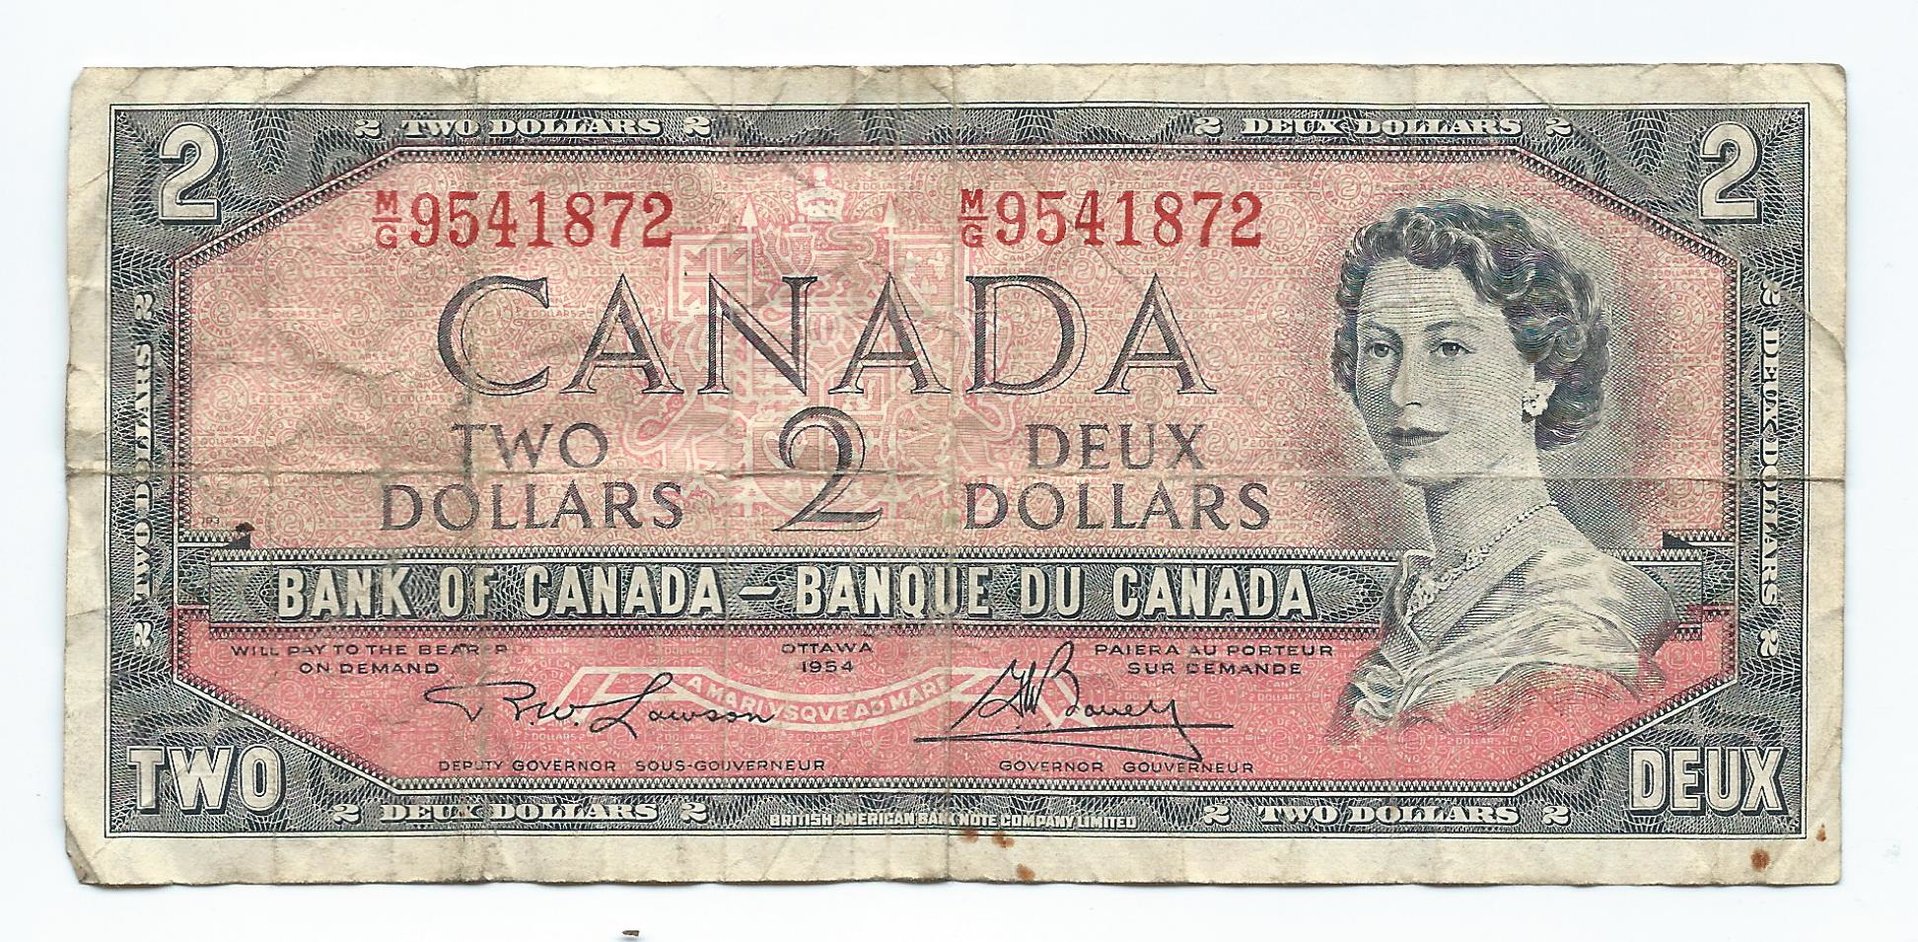 2 TWO DOLLARS 2
2 DEUX DOLLARS 2
2
2
M/G 9541872
M/G 9541872
CANADA
TWO DOLLARS
2
DEUX DOLLARS
2 TWO DOLLARS 2
2 DEUX DOLLARS 2
193
BANK OF CANADA – BANQUE DU CANADA
WILL PAY TO THE BEARER
ON DEMAND
OTTAWA
1954
PAIERA AU PORTEUR
SUR DEMANDE
A MARI VSQVE AD MARE
R.W. Lawson
DEPUTY GOVERNOR SOUS-GOUVERNEUR
GOVERNOR GOUVERNEUR
TWO
DEUX
2 DEUX DOLLARS 2
BRITISH AMERICAN BANK NOTE COMPANY LIMITED
2 TWO DOLLARS 2